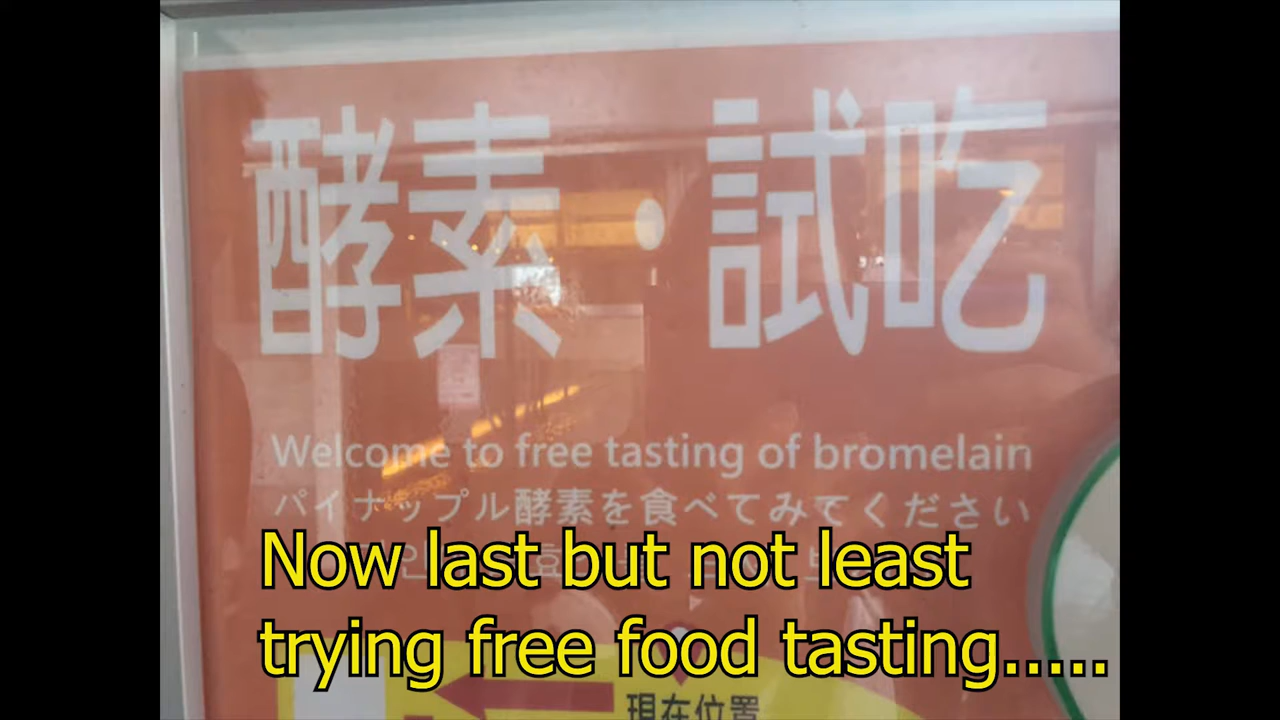 酵素 試吃
Welcome to free tasting of bromelain
パイナップル酵素を食べてみてください
Now last but not least
trying free food tasting.....
現在位置